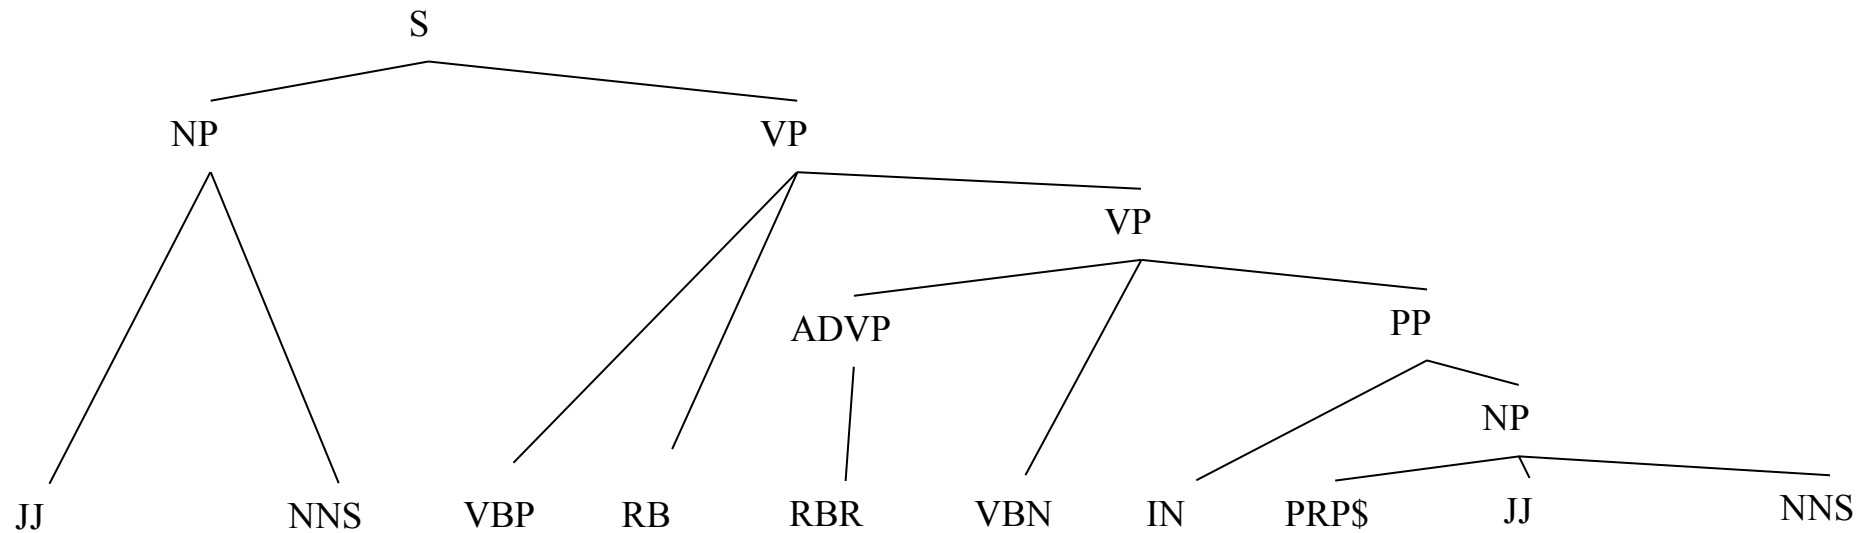 S
NP VP
VP
ADVP PP
NP
JJ NNS VBP RB RBR VBN IN PRP$ JJ NNS